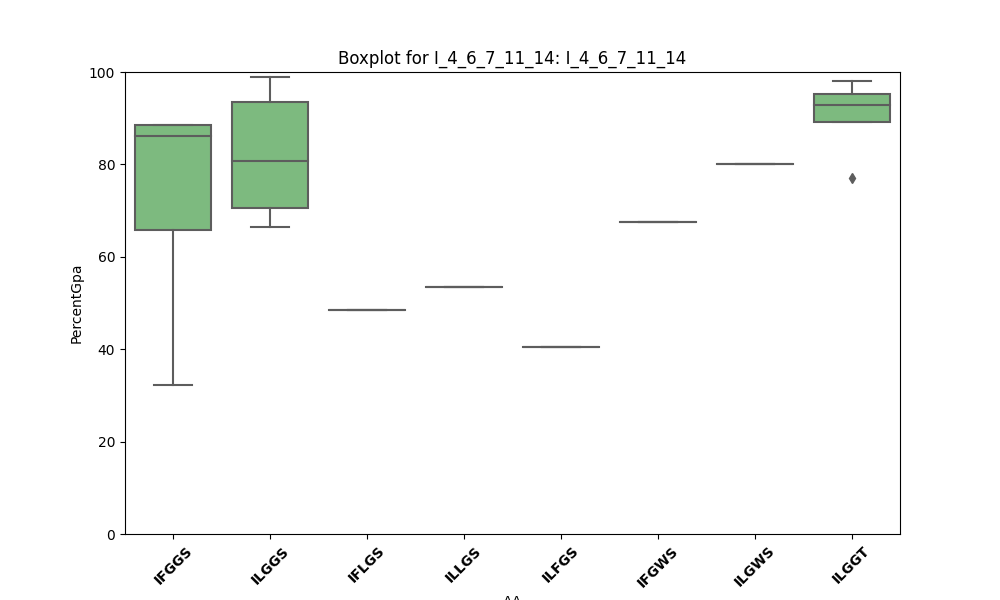 Boxplot for I_4_6_7_11_14: I_4_6_7_11_14
PercentGpa
100
80
60
40
20
0
IFGGS
ILGGS
IFLGS
ILLGS
ILFGS
IFGWS
ILGWS
ILGGT